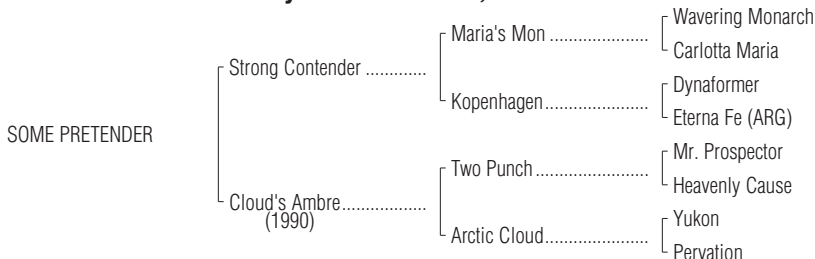 Wavering Monarch
Maria's Mon ....................
Carlotta Maria
Strong Contender .............
Dynaformer
Kopenhagen.....................
Eterna Fe (ARG)
SOME PRETENDER
Mr. Prospector
Two Punch .......................
Heavenly Cause
Cloud's Ambre..................
(1990)
Yukon
Arctic Cloud......................
Pervation